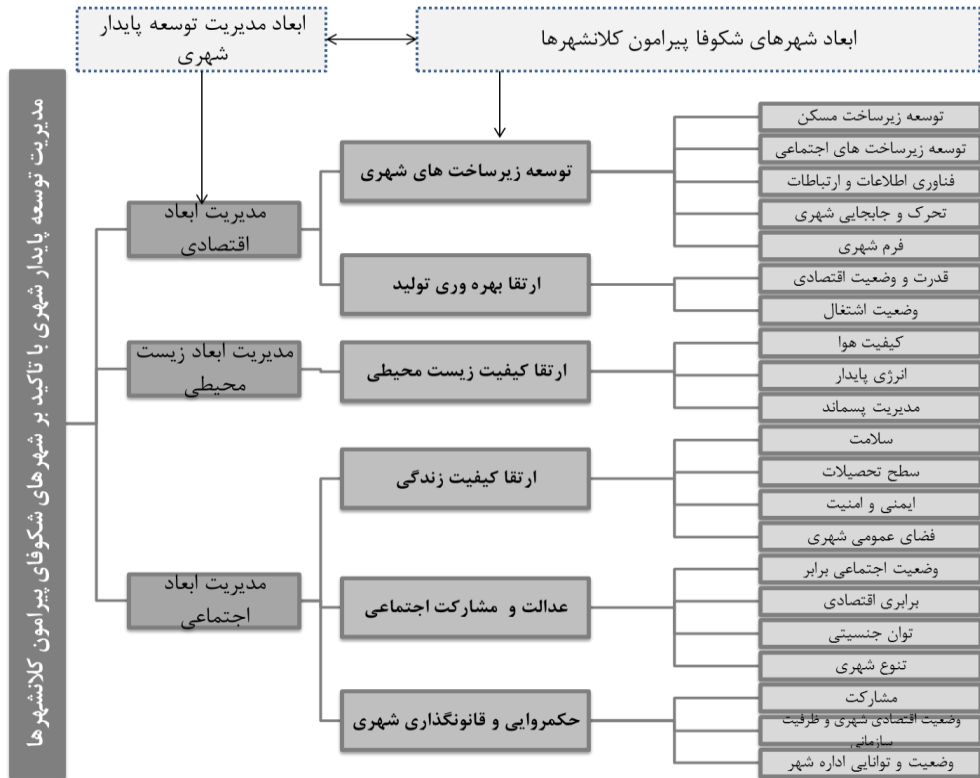 ابعاد مدیریت توسعه پایدار
شهری
ابعاد شهرهای شکوفا پیرامون کلانشهرها
مدیریت توسعه پایدار شهری با تاکید بر شهرهای شکوفای پیرامون کلانشهرها
مدیریت ابعاد
اقتصادی
توسعه زیرساخت های شهری
توسعه زیرساخت مسکن
توسعه زیرساخت های اجتماعی
فناوری اطلاعات و ارتباطات
تحرک و جابجایی شهری
فرم شهری
ارتقا بهره وری تولید
قدرت و وضعیت اقتصادی
وضعیت اشتغال
مدیریت ابعاد زیست
محیطی
ارتقا کیفیت زیست محیطی
کیفیت هوا
انرژی پایدار
مدیریت پسماند
مدیریت ابعاد
اجتماعی
ارتقا کیفیت زندگی
سلامت
سطح تحصیلات
ایمنی و امنیت
فضای عمومی شهری
عدالت و مشارکت اجتماعی
وضعیت اجتماعی برابر
برابری اقتصادی
توان جنسیتی
تنوع شهری
حکمروایی و قانونگذاری شهری
مشارکت
وضعیت اقتصادی شهری و ظرفیت
سازمانی
وضعیت و توانایی اداره شهر